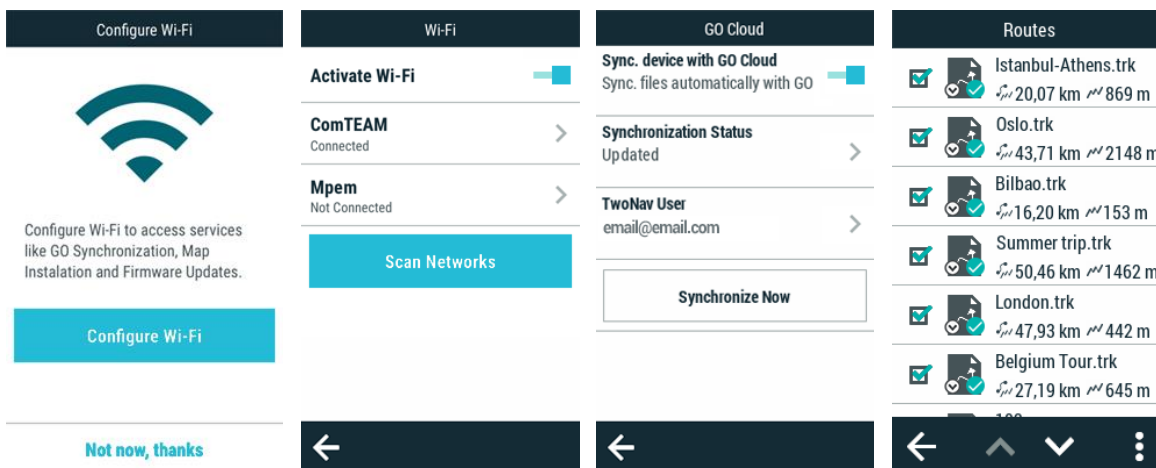 Configure Wi-Fi
Configure Wi-Fi to access services
like GO Synchronization, Map
Instalation and Firmware Updates.
Configure Wi-Fi
Not now, thanks
Wi-Fi
Activate Wi-Fi
ComTEAM
Connected
Mpem
Not Connected
Scan Networks
GO Cloud
Sync. device with GO Cloud
Sync. files automatically with GO
Synchronization Status
Updated
TwoNav User
email@email.com
Synchronize Now
Routes
Istanbul-Athens.trk
20,07 km 869 m
Oslo.trk
43,71 km 2148 m
Bilbao.trk
16,20 km 153 m
Summer trip.trk
50,46 km 1462 m
London.trk
47,93 km 442 m
Belgium Tour.trk
27,19 km 645 m